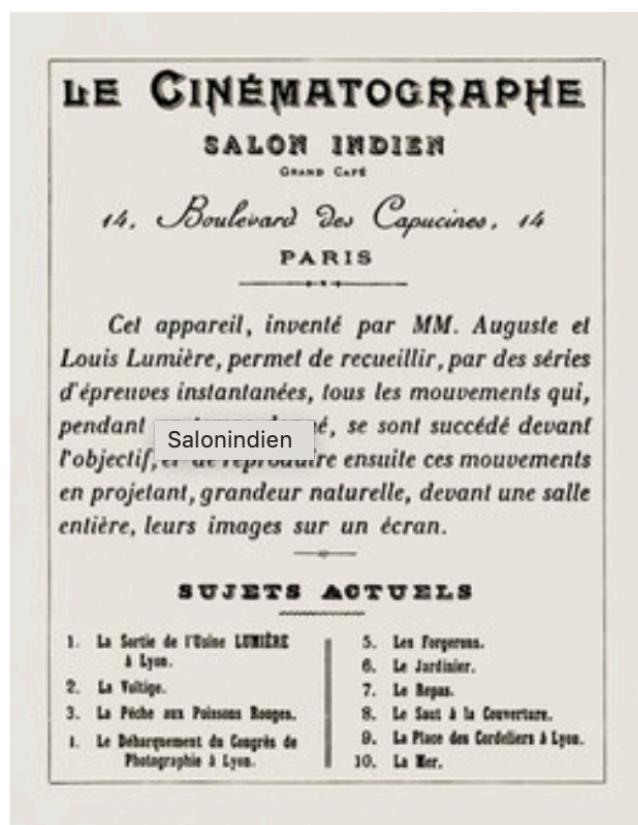 LE CINÉMATOGRAPHE
SALON INDIEN
GRAND CAFÉ
14, Boulevard des Capucines, 14
PARIS
Cet appareil, inventé par MM. Auguste et
Louis Lumière, permet de recueillir, par des séries
d'épreuves instantanées, tous les mouvements qui,
pendant se sont succédé devant
Salonindien
l'objectif, et de reproduire ensuite ces mouvements
en projetant, grandeur naturelle, devant une salle
entière, leurs images sur un écran.
SUJETS ACTUELS
1. La Sortie de l'Usine LUMIÈRE
à Lyon.
2. La Voltige.
3. La Pêche aux Poissons Rouges.
1. Le Débarquement du Congrès de
Photographie à Lyon.
5. Les Forgerons.
6. Le Jardinier.
7. Le Repas.
8. Le Saut à la Couverture.
9. La Place des Cordeliers à Lyon.
10. La Mer.